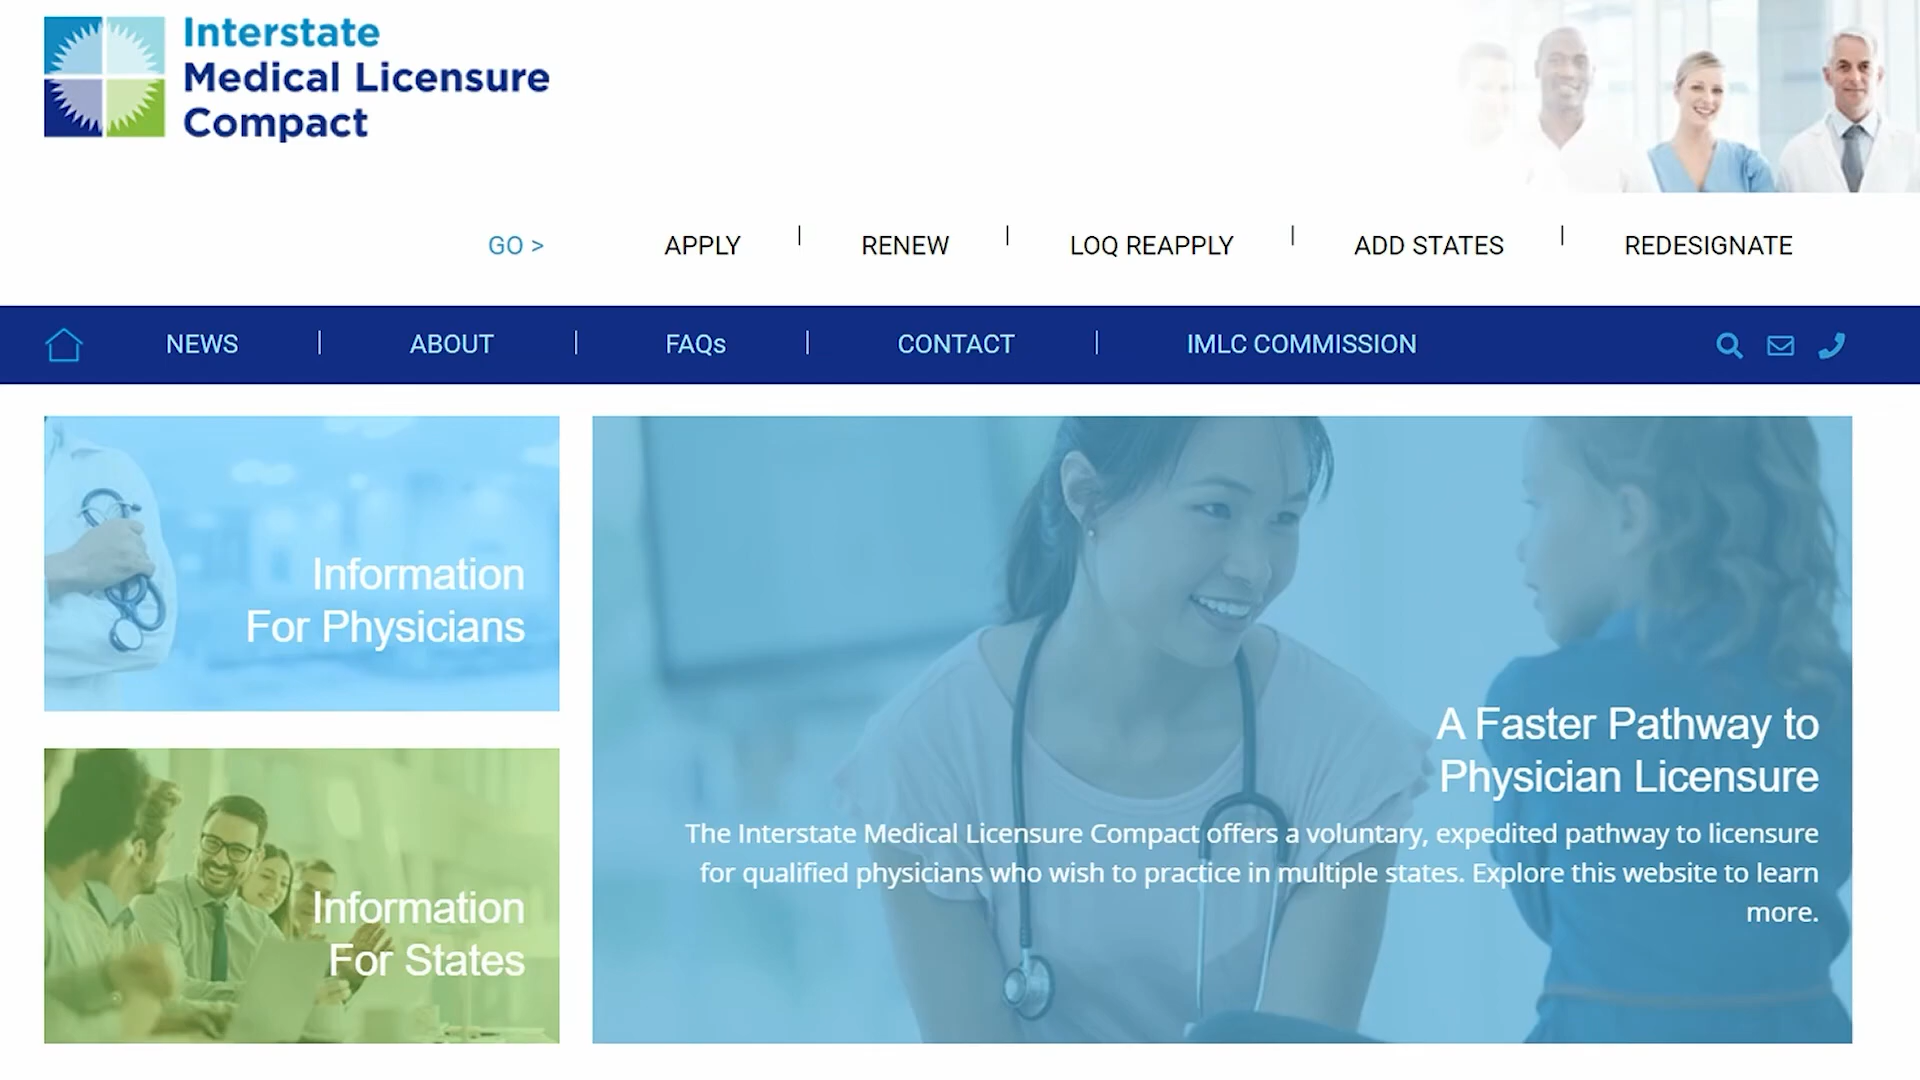 Interstate
Medical Licensure
Compact
GO > APPLY RENEW LOQ REAPPLY ADD STATES REDESIGNATE
NEWS ABOUT FAQs CONTACT IMLC COMMISSION
Information
For Physicians
Information
For States
A Faster Pathway to
Physician Licensure
The Interstate Medical Licensure Compact offers a voluntary, expedited pathway to licensure
for qualified physicians who wish to practice in multiple states. Explore this website to learn
more.